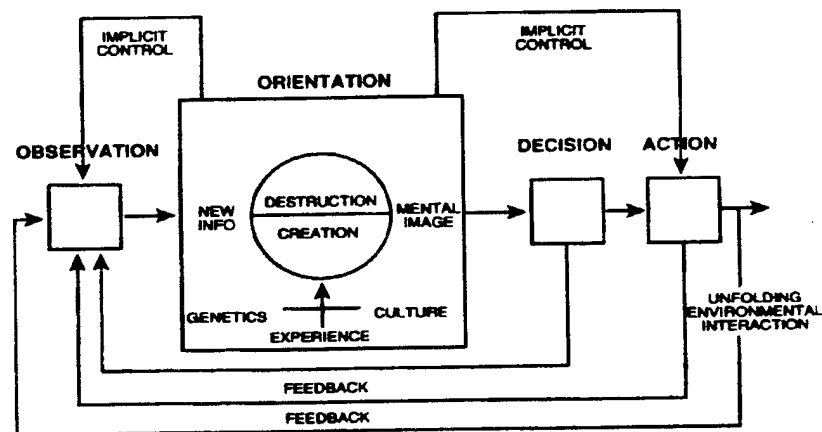 IMPLICIT
CONTROL
IMPLICIT
CONTROL
ORIENTATION
OBSERVATION
DECISION
ACTION
NEW
INFO
DESTRUCTION
CREATION
MENTAL
IMAGE
GENETICS
CULTURE
EXPERIENCE
UNFOLDING
ENVIRONMENTAL
INTERACTION
FEEDBACK
FEEDBACK